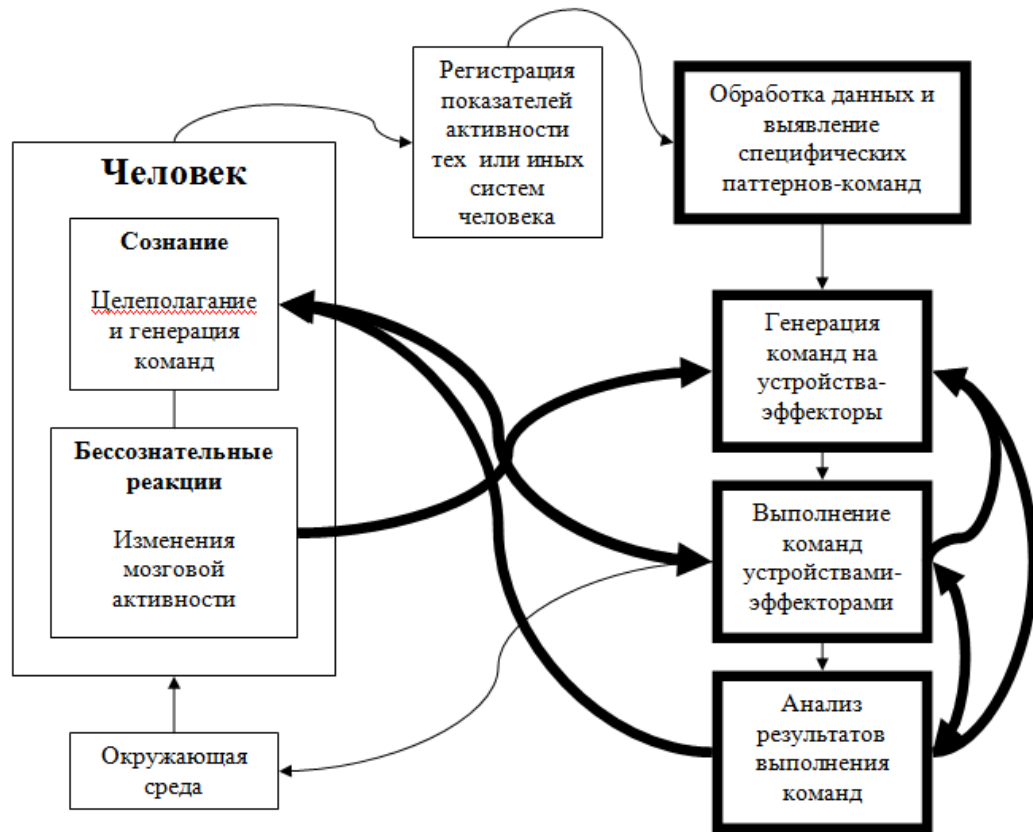 Регистрация
показателей
активности
тех или иных
систем
человека
Обработка данных и
выявление
специфических
паттернов-команд
Человек
Сознание
Целеполагание
и генерация
команд
Бессознательные
реакции
Изменения
мозговой
активности
Генерация
команд на
устройства-
эффекторы
Выполнение
команд
устройствами-
эффекторами
Анализ
результатов
выполнения
команд
Окружающая
среда